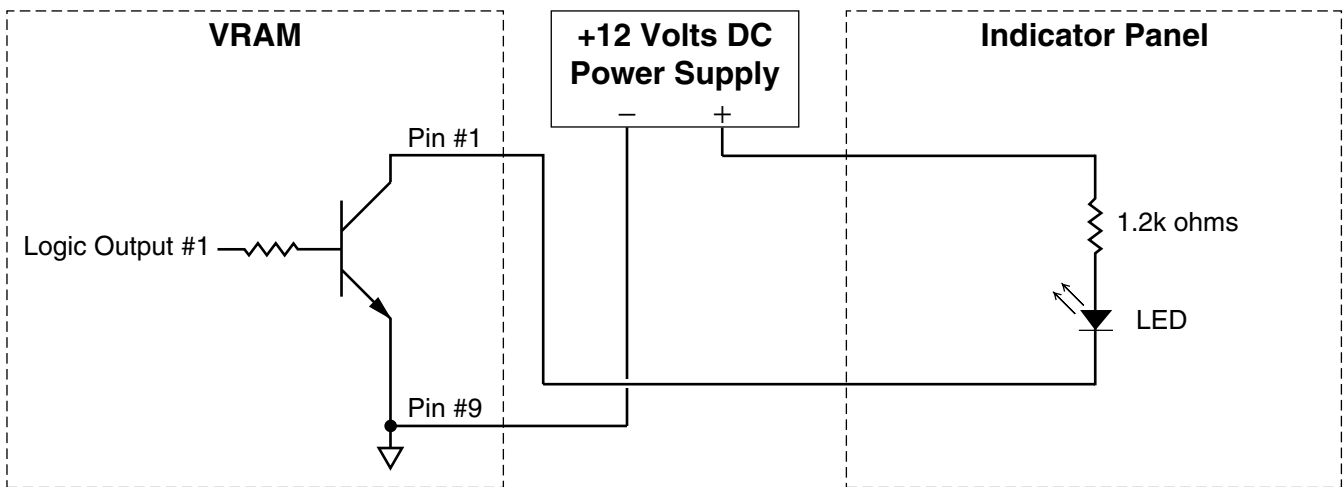 VRAM
+12 Volts DC
Power Supply
− +
Indicator Panel
Pin #1
Logic Output #1
1.2k ohms
LED
Pin #9